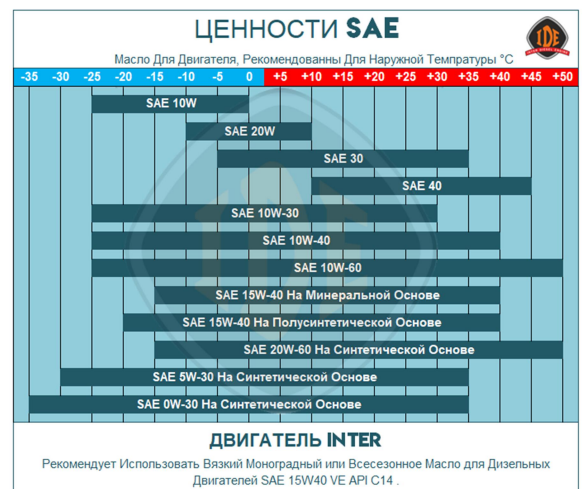 ЦЕННОСТИ SAE
IDE
Масло Для Двигателя, Рекомендованны Для Наружной Темпратуры °C
-35 -30 -25 -20 -15 -10 -5 0 +5 +10 +15 +20 +25 +30 +35 +40 +45 +50
SAE 10W
SAE 20W
SAE 30
SAE 40
SAE 10W-30
SAE 10W-40
SAE 10W-60
SAE 15W-40 На Минеральной Основе
SAE 15W-40 На Полусинтетической Основе
SAE 20W-60 На Синтетической Основе
SAE 5W-30 На Синтетической Основе
SAE 0W-30 На Синтетической Основе
IDE
ДВИГАТЕЛЬ INTER
Рекомендует Использовать Вязкий Моноградный или Всесезонное Масло для Дизельных
Двигателей SAE 15W40 VE API C14 .